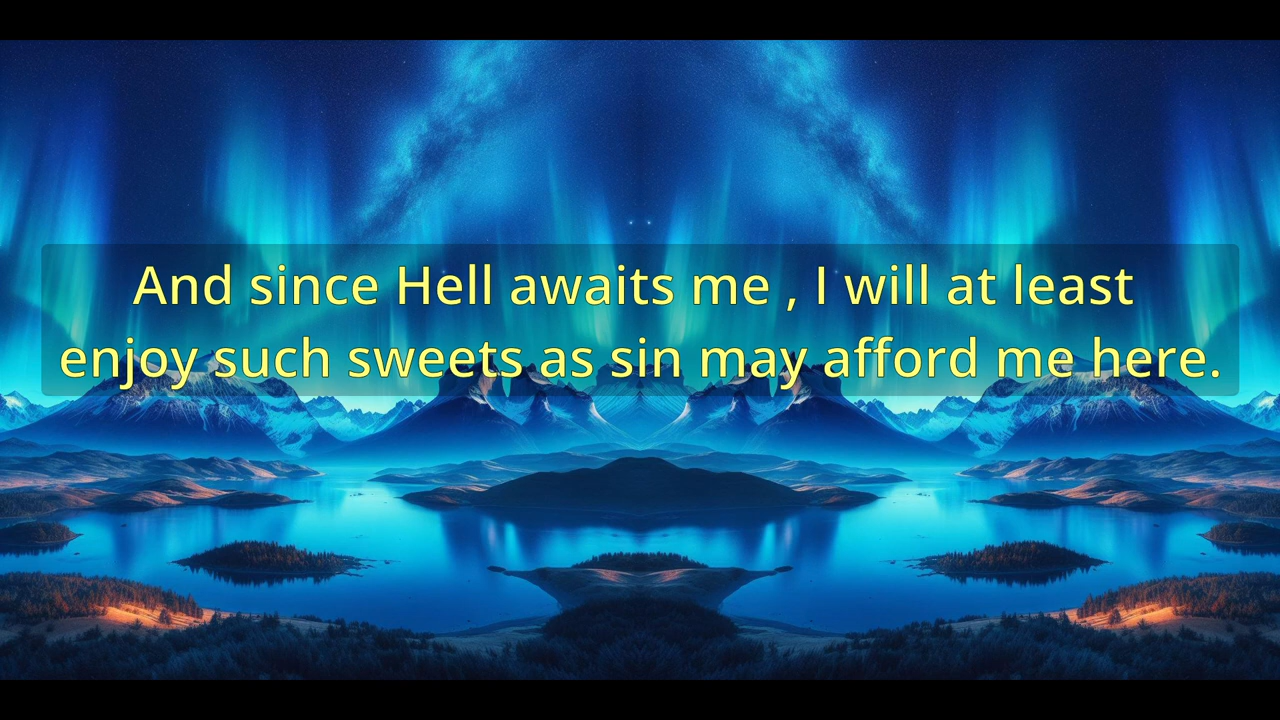 And since Hell awaits me , I will at least
enjoy such sweets as sin may afford me here.